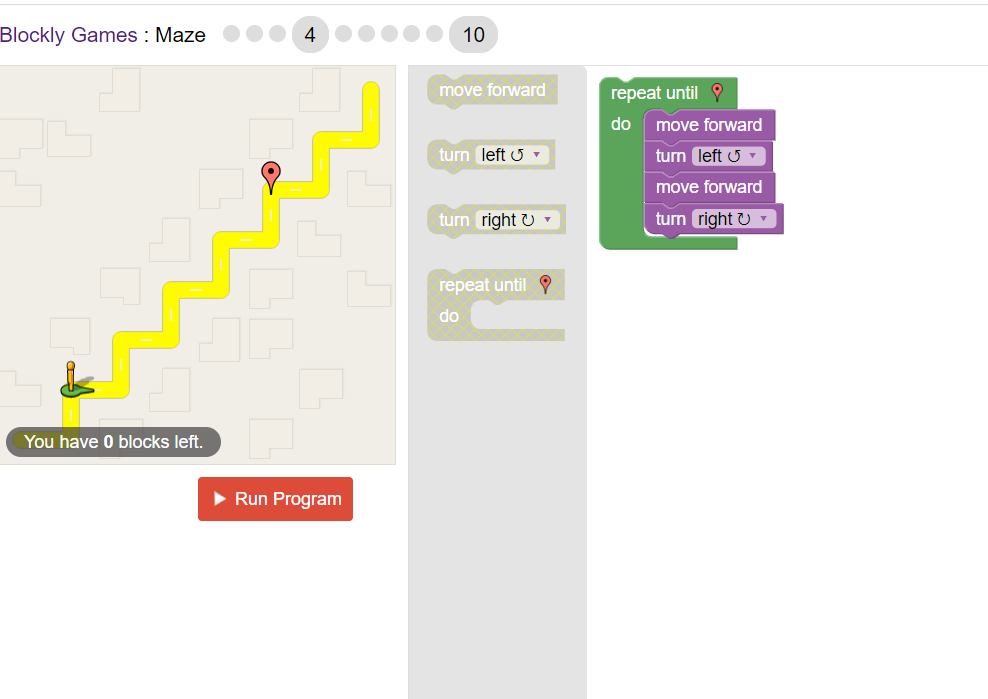 Blockly Games : Maze 4 10
move forward
turn left ↺ ▾
turn right ↻ ▾
repeat until
do
repeat until
do
move forward
turn left ↺ ▾
move forward
turn right ↻ ▾
You have 0 blocks left.
Run Program